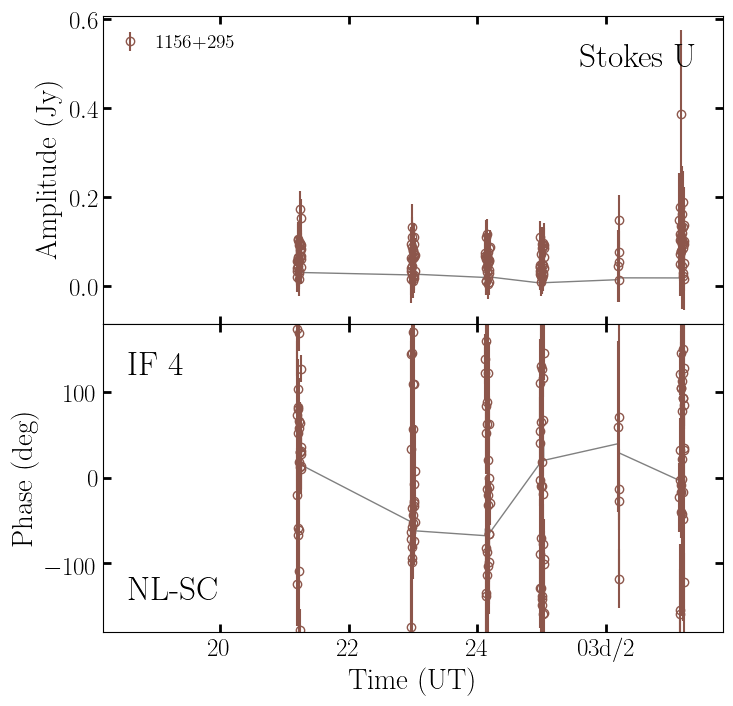 1156+295
Stokes U
Amplitude (Jy)
0.6
0.4
0.2
0.0
IF 4
NL-SC
Phase (deg)
100
0
−100
20
22
24
03d/2
Time (UT)